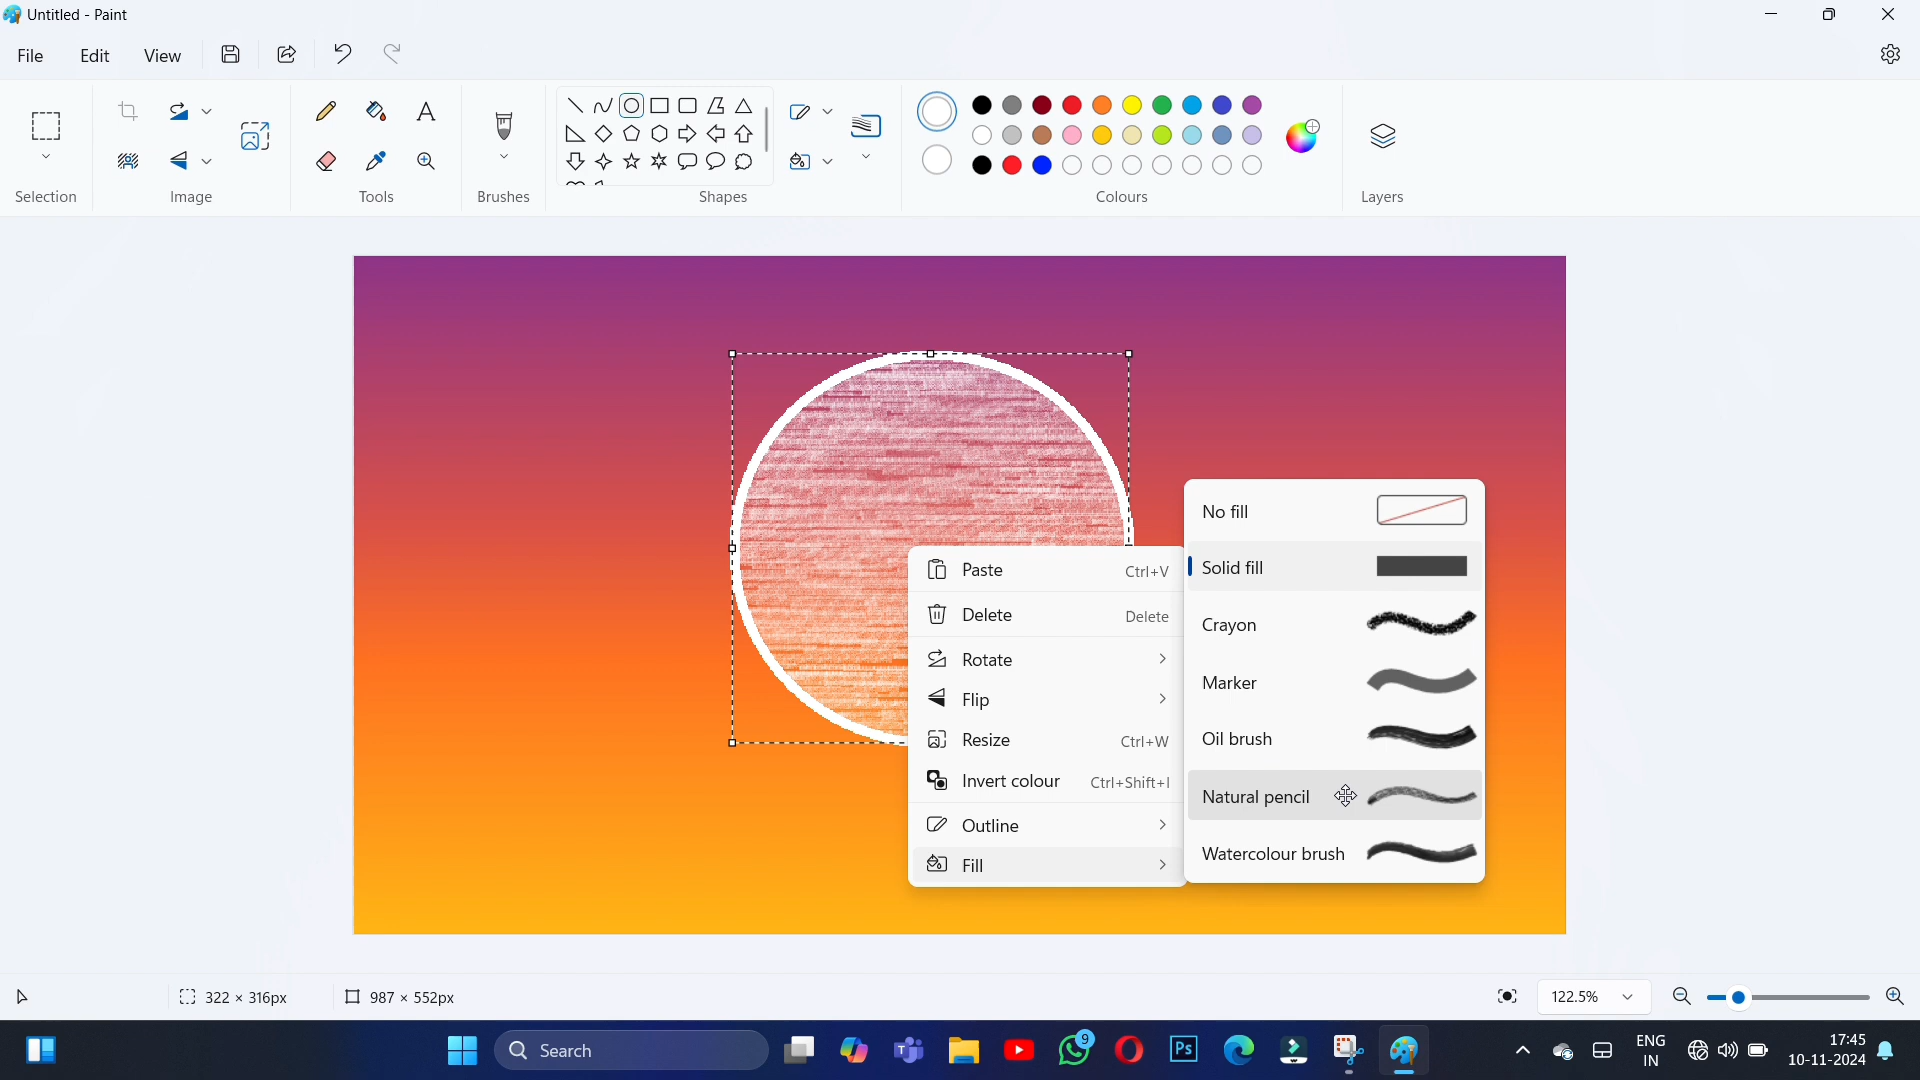 Untitled - Paint
File Edit View
Selection Image Tools Brushes Shapes Colours Layers
No fill
Solid fill
Crayon
Marker
Oil brush
Natural pencil
Watercolour brush
Paste Ctrl+V
Delete Delete
Rotate
Flip
Resize Ctrl+W
Invert colour Ctrl+Shift+I
Outline
Fill
322 × 316px 987 × 552px 122.5%
Search
9
Ps
ENG
IN
17:45
10-11-2024